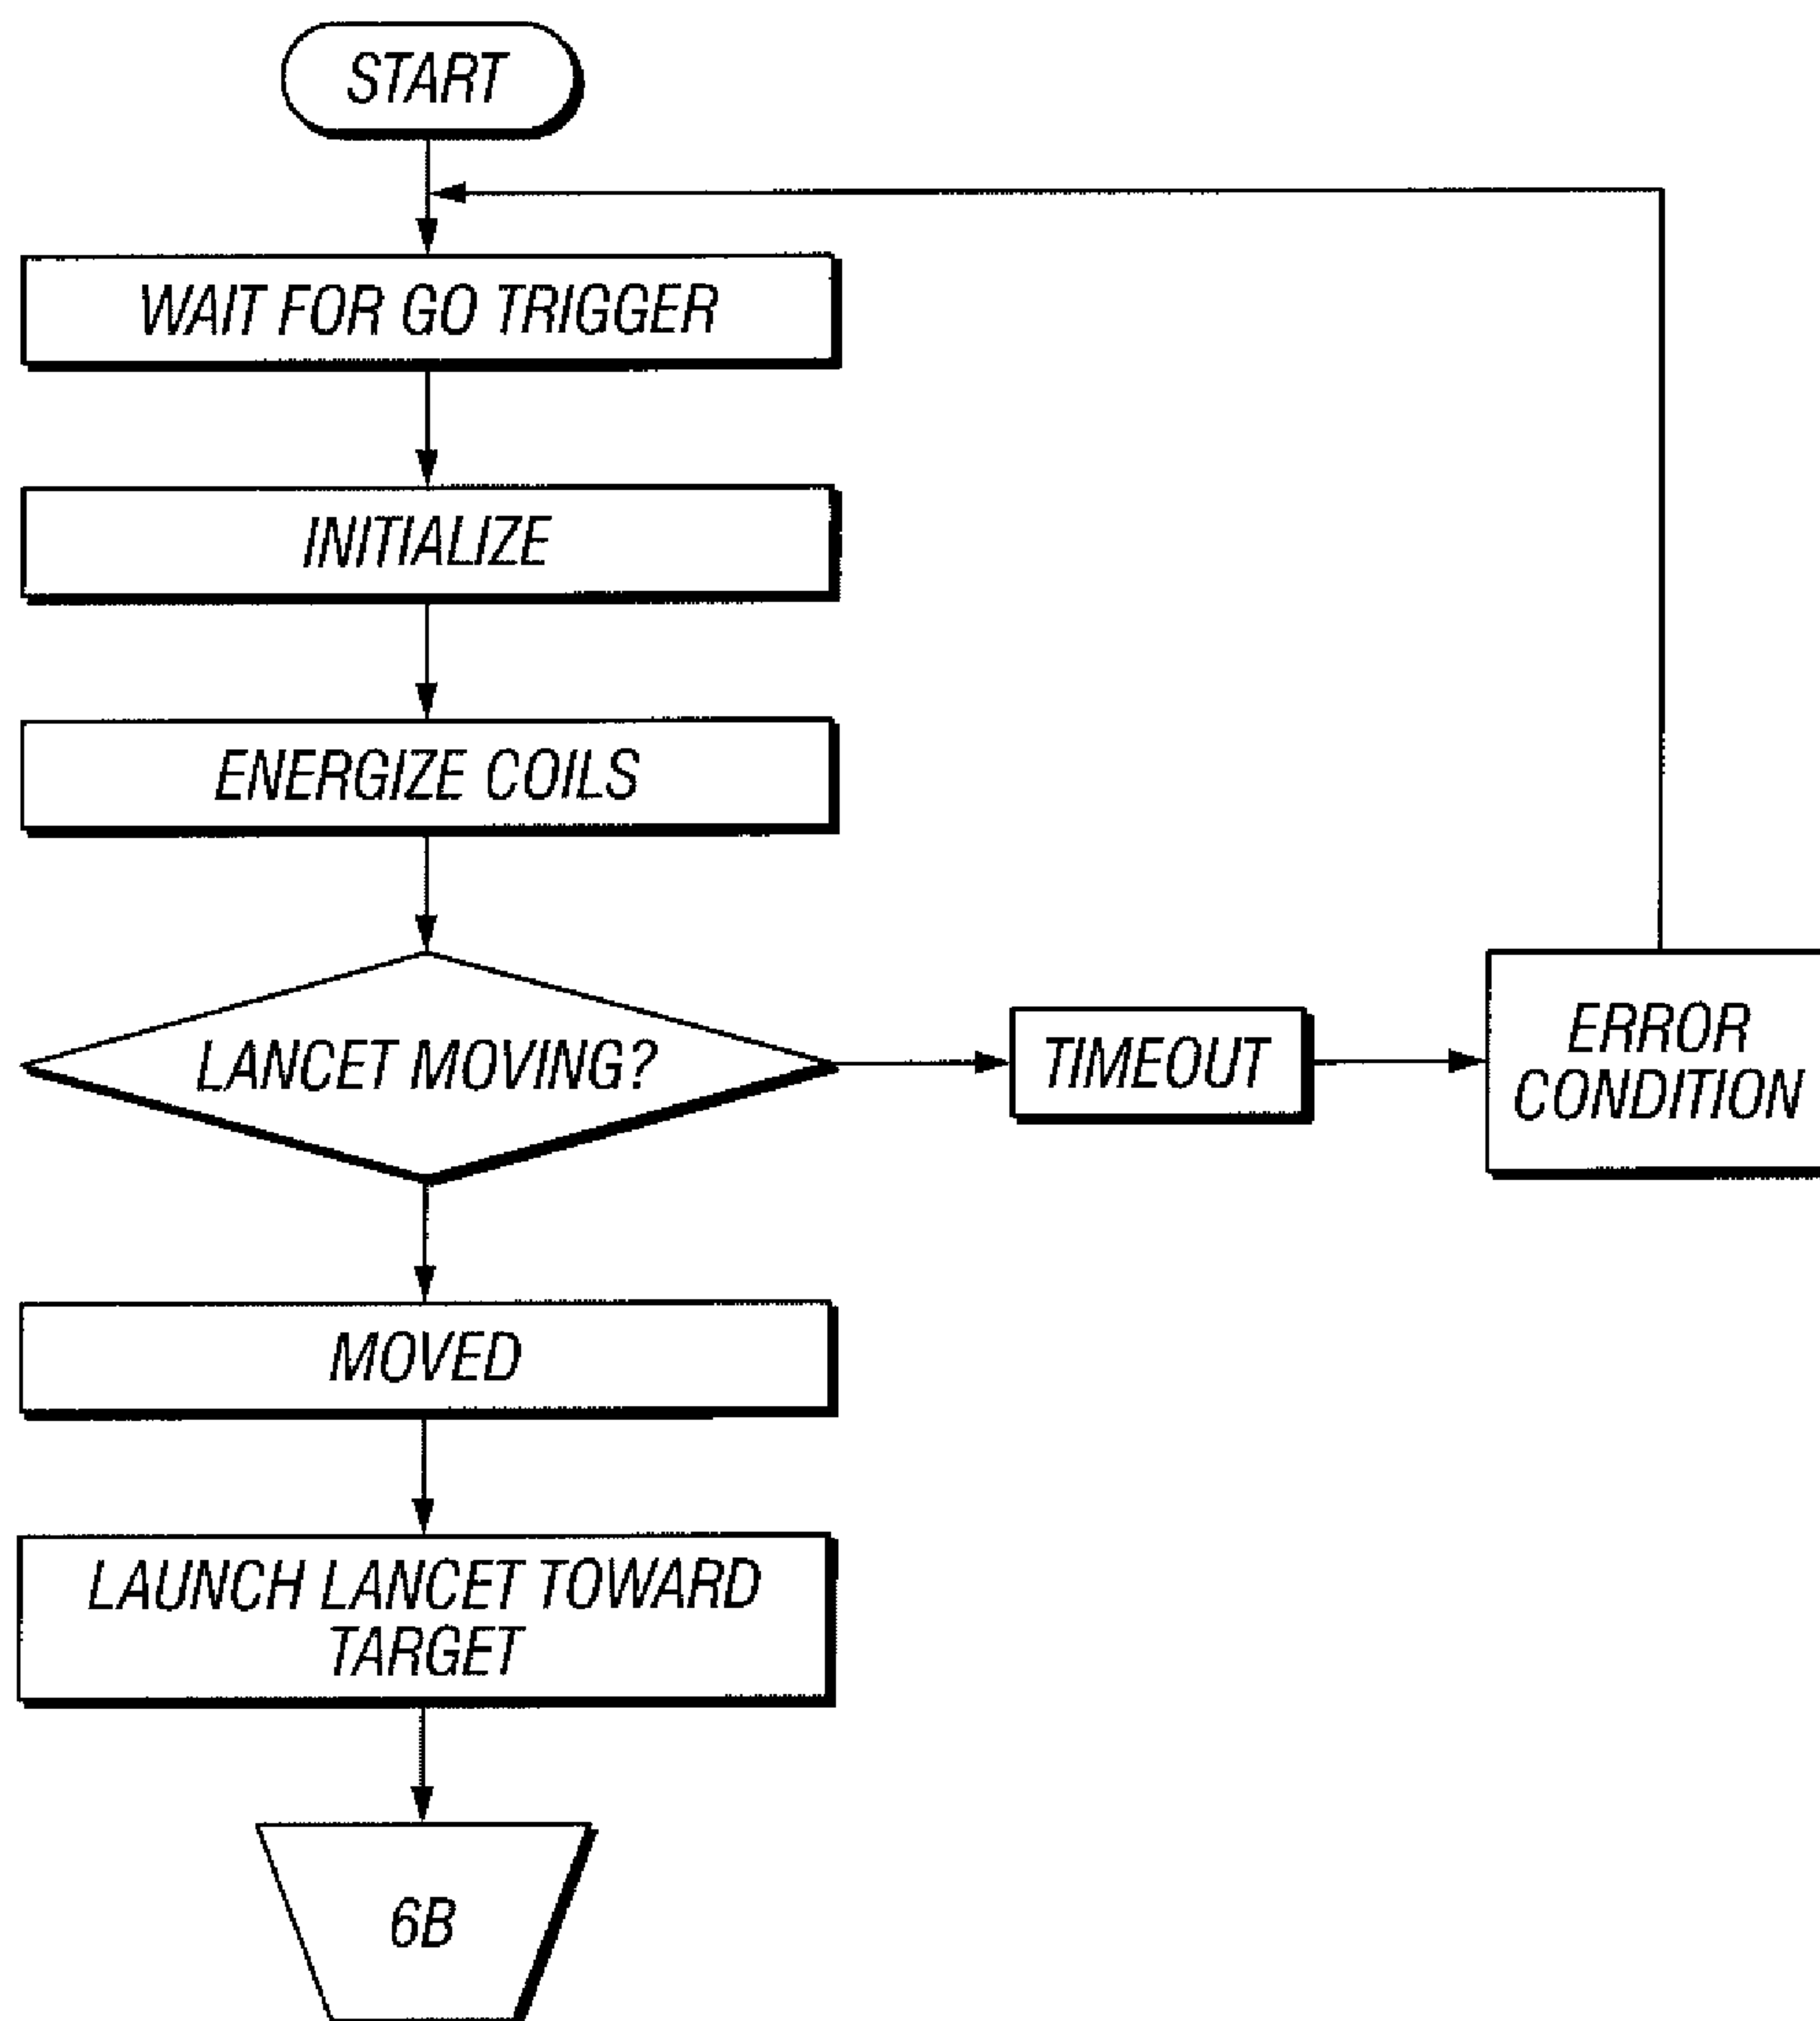 START
WAIT FOR GO TRIGGER
INITIALIZE
ENERGIZE COILS
LANCET MOVING?
TIMEOUT
ERROR
CONDITION
MOVED
LAUNCH LANCET TOWARD
TARGET
6B